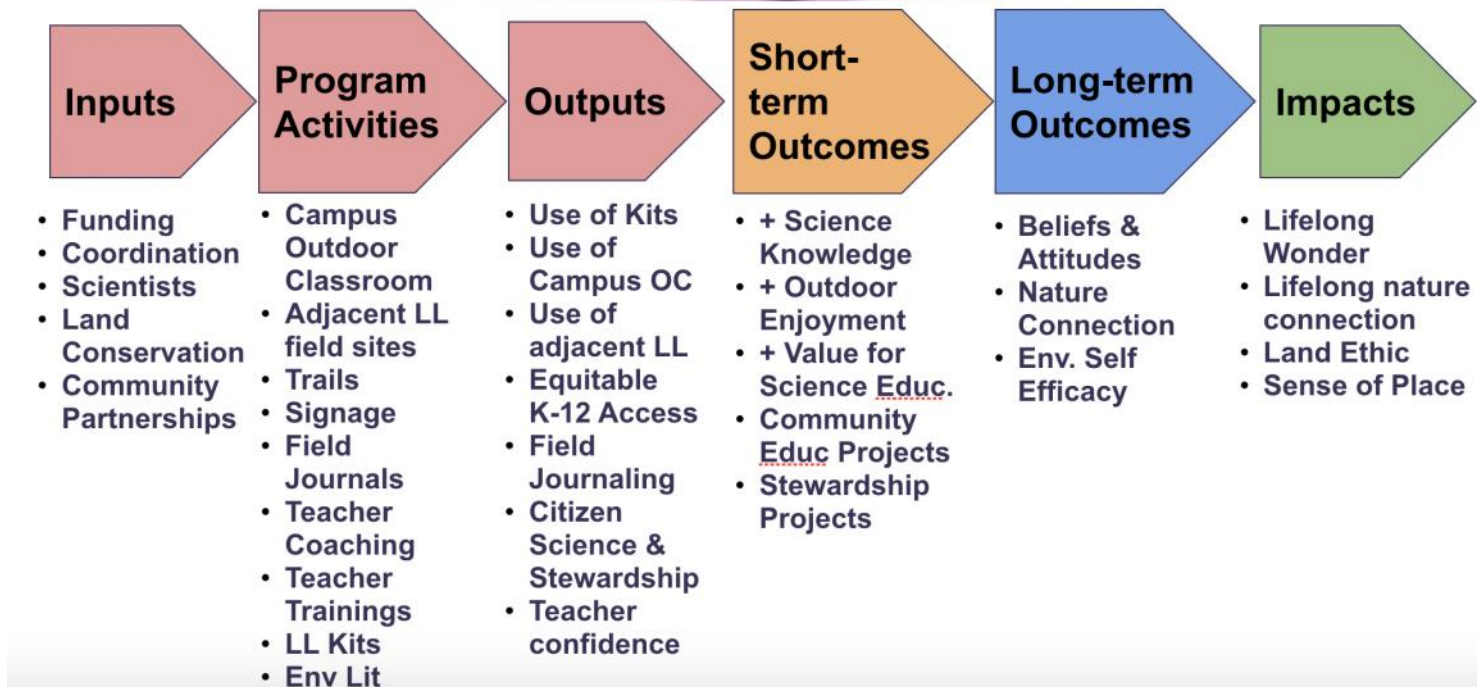 Inputs
• Funding
• Coordination
• Scientists
• Land
Conservation
• Community
Partnerships
Program
Activities
• Campus
Outdoor
Classroom
• Adjacent LL
field sites
• Trails
• Signage
• Field
Journals
• Teacher
Coaching
• Teacher
Trainings
• LL Kits
• Env Lit
Outputs
• Use of Kits
• Use of
Campus OC
• Use of
adjacent LL
• Equitable
K-12 Access
• Field
Journaling
• Citizen
Science &
Stewardship
• Teacher
confidence
Short-
term
Outcomes
• + Science
Knowledge
• + Outdoor
Enjoyment
• + Value for
Science Educ.
• Community
Educ Projects
• Stewardship
Projects
Long-term
Outcomes
• Beliefs &
Attitudes
• Nature
Connection
• Env. Self
Efficacy
Impacts
• Lifelong
Wonder
• Lifelong nature
connection
• Land Ethic
• Sense of Place